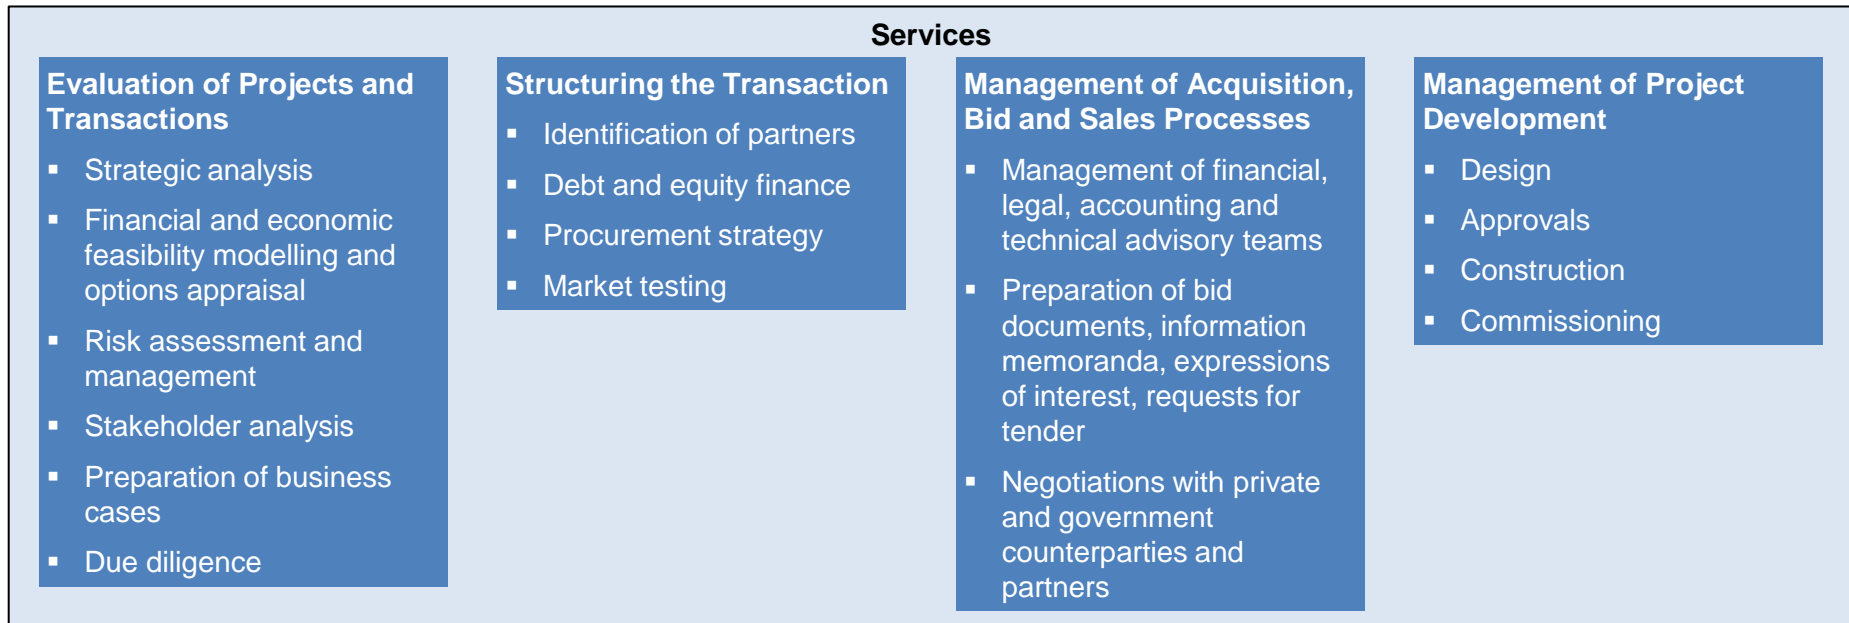 Services
Evaluation of Projects and
Transactions
▪ Strategic analysis
▪ Financial and economic
feasibility modelling and
options appraisal
▪ Risk assessment and
management
▪ Stakeholder analysis
▪ Preparation of business
cases
▪ Due diligence
Structuring the Transaction
▪ Identification of partners
▪ Debt and equity finance
▪ Procurement strategy
▪ Market testing
Management of Acquisition,
Bid and Sales Processes
▪ Management of financial,
legal, accounting and
technical advisory teams
▪ Preparation of bid
documents, information
memoranda, expressions
of interest, requests for
tender
▪ Negotiations with private
and government
counterparties and
partners
Management of Project
Development
▪ Design
▪ Approvals
▪ Construction
▪ Commissioning